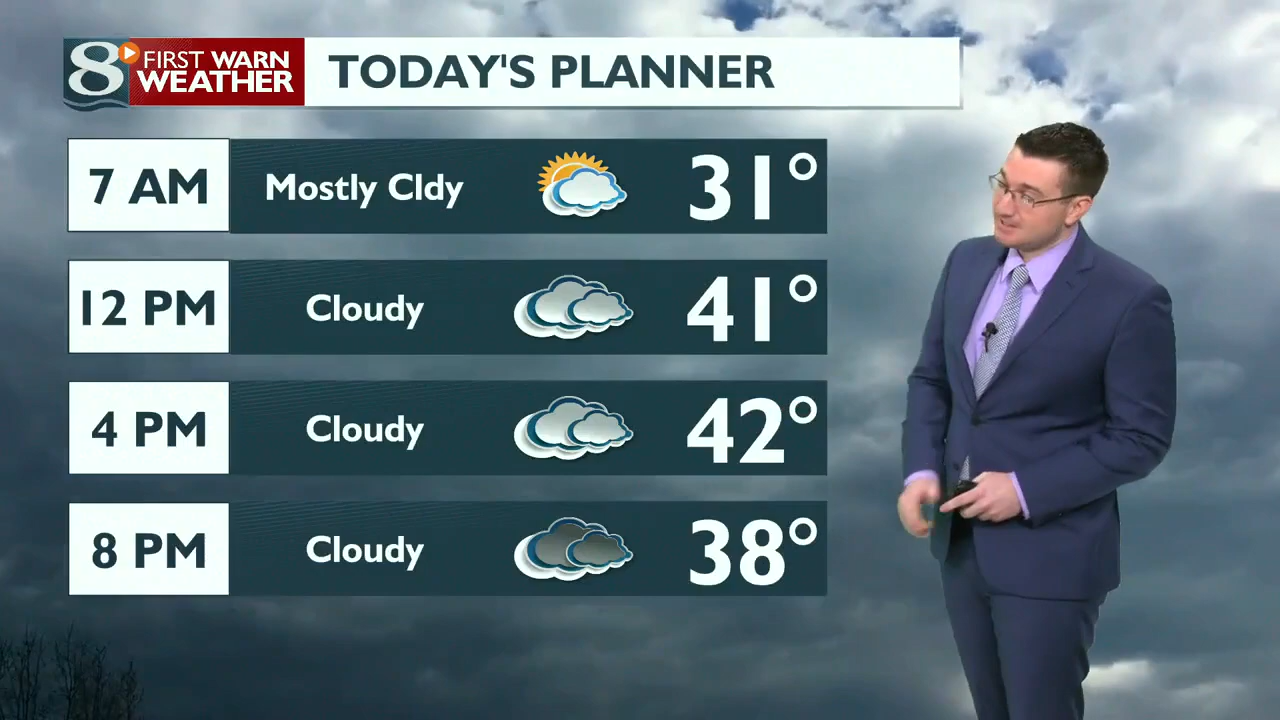 8 FIRST WARN
WEATHER
TODAY'S PLANNER
7 AM Mostly Cldy 31°
12 PM Cloudy 41°
4 PM Cloudy 42°
8 PM Cloudy 38°